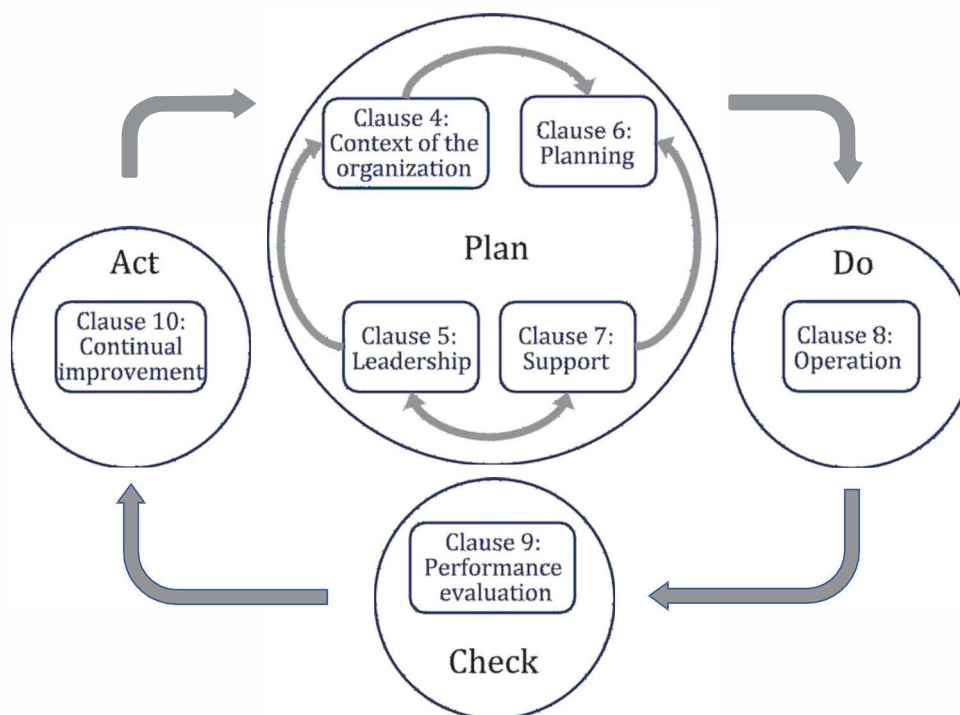 Clause 4:
Context of the
organization
Clause 6:
Planning
Plan
Clause 5:
Leadership
Clause 7:
Support
Act
Clause 10:
Continual
improvement
Do
Clause 8:
Operation
Clause 9:
Performance
evaluation
Check